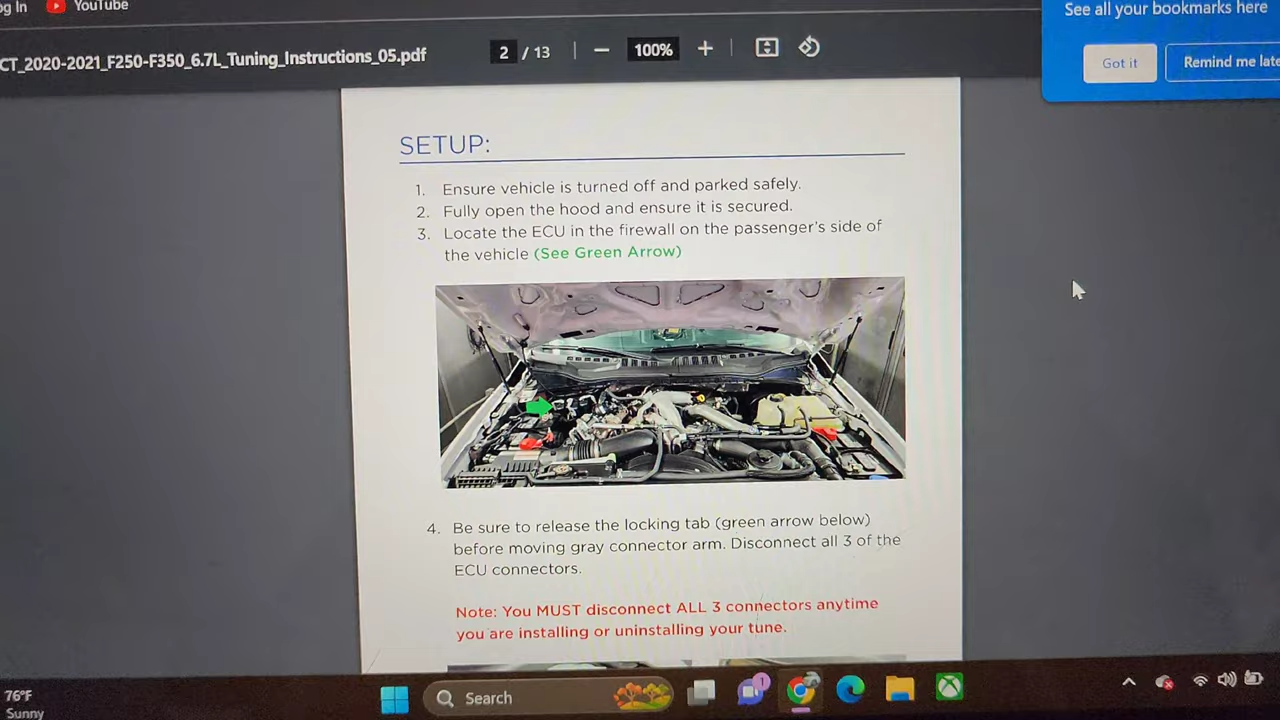 og In YouTube
See all your bookmarks here
Got it Remind me late
CT_2020-2021_F250-F350_6.7L_Tuning_Instructions_05.pdf 2 / 13 100%
SETUP:
1. Ensure vehicle is turned off and parked safely.
2. Fully open the hood and ensure it is secured.
3. Locate the ECU in the firewall on the passenger's side of
the vehicle (See Green Arrow)
4. Be sure to release the locking tab (green arrow below)
before moving gray connector arm. Disconnect all 3 of the
ECU connectors.
Note: You MUST disconnect ALL 3 connectors anytime
you are installing or uninstalling your tune.
76°F
Sunny
Search
1